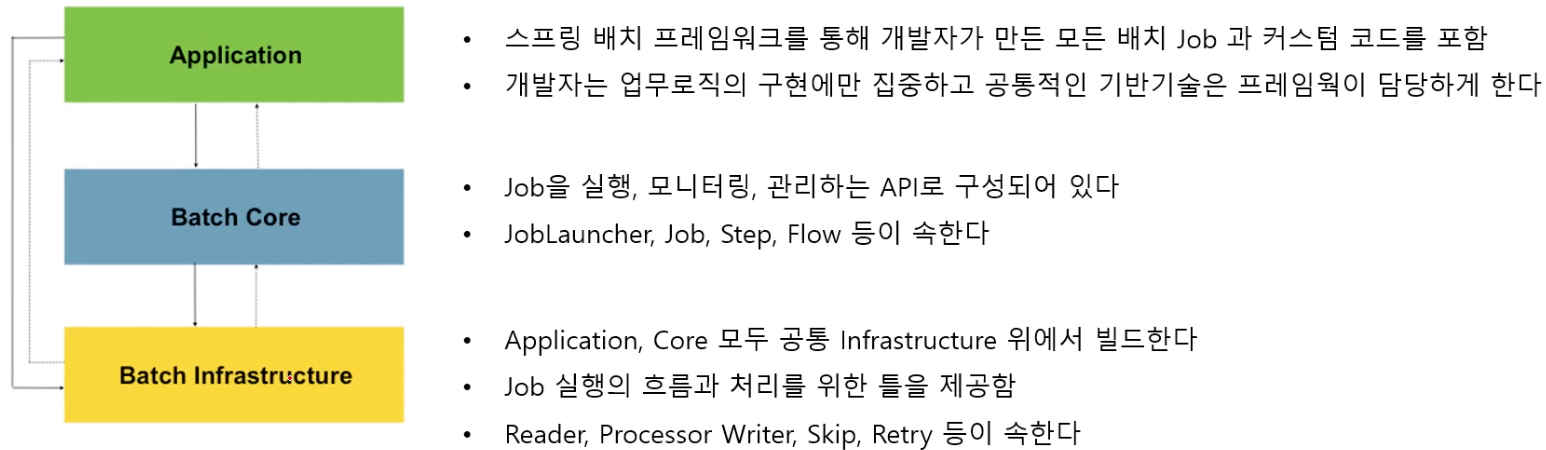 Application
• 스프링 배치 프레임워크를 통해 개발자가 만든 모든 배치 Job 과 커스텀 코드를 포함
• 개발자는 업무로직의 구현에만 집중하고 공통적인 기반기술은 프레임웍이 담당하게 한다
Batch Core
• Job을 실행, 모니터링, 관리하는 API로 구성되어 있다
• JobLauncher, Job, Step, Flow 등이 속한다
Batch Infrastructure
• Application, Core 모두 공통 Infrastructure 위에서 빌드한다
• Job 실행의 흐름과 처리를 위한 틀을 제공함
• Reader, Processor Writer, Skip, Retry 등이 속한다